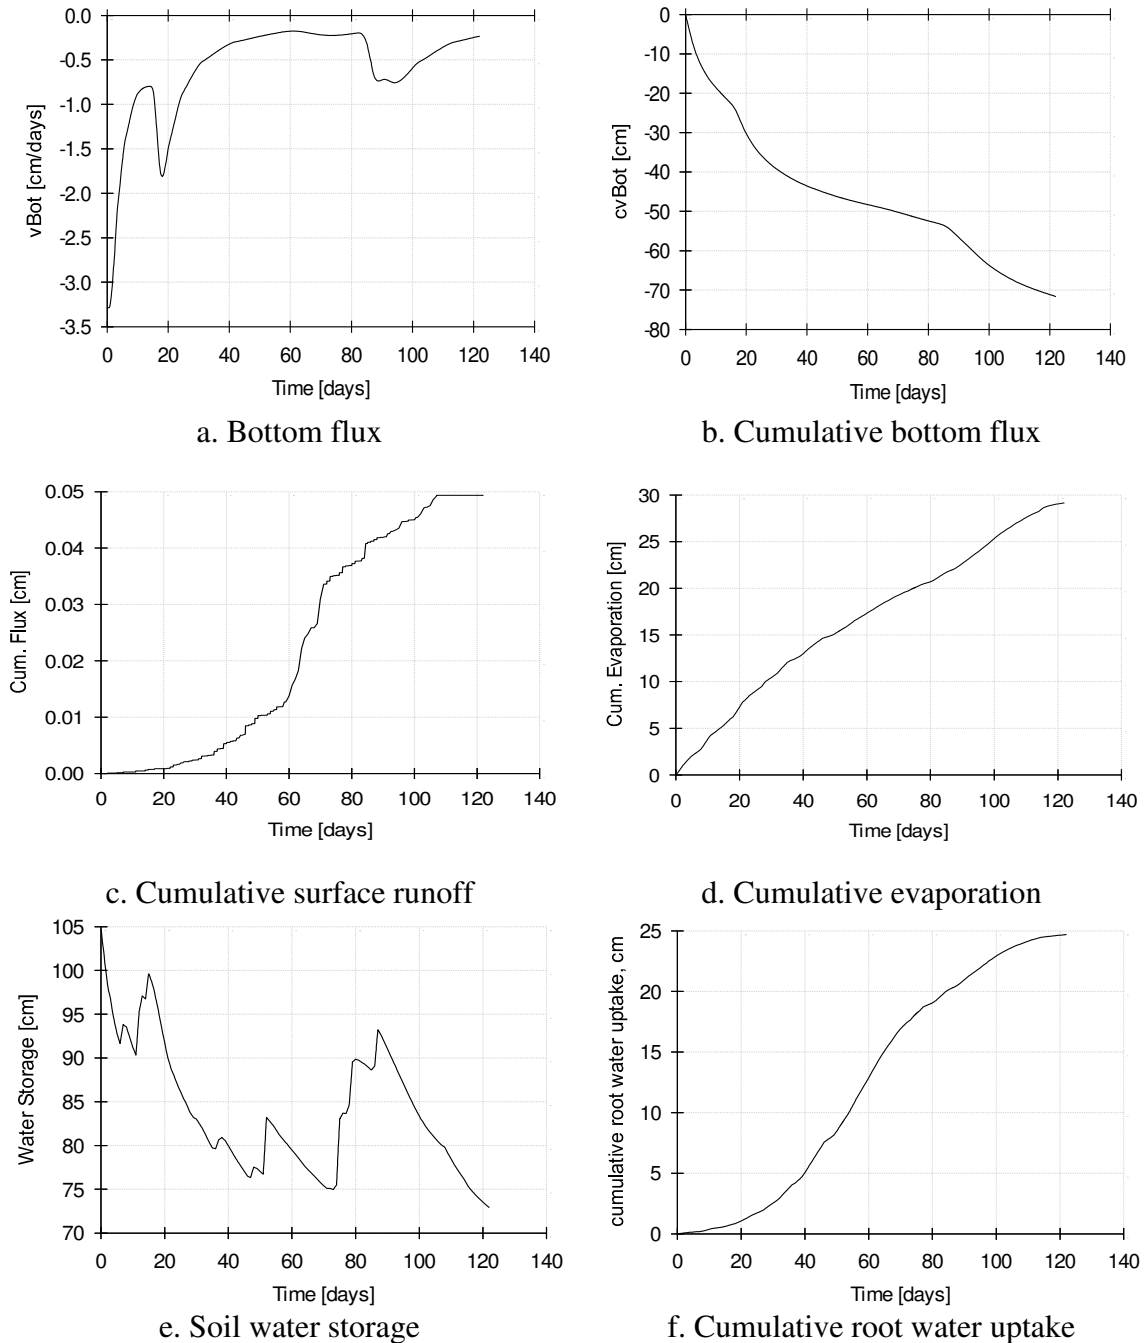 0.0
-0.5
-1.0
-1.5
-2.0
-2.5
-3.0
-3.5
vBot [cm/days]
0 20 40 60 80 100 120 140
Time [days]
a. Bottom flux
0
-10
-20
-30
-40
-50
-60
-70
-80
cvBot [cm]
0 20 40 60 80 100 120 140
Time [days]
b. Cumulative bottom flux
0.05
0.04
0.03
0.02
0.01
0.00
Cum. Flux [cm]
0 20 40 60 80 100 120 140
Time [days]
c. Cumulative surface runoff
30
25
20
15
10
5
0
Cum. Evaporation [cm]
0 20 40 60 80 100 120 140
Time [days]
d. Cumulative evaporation
105
100
95
90
85
80
75
70
Water Storage [cm]
0 20 40 60 80 100 120 140
Time [days]
e. Soil water storage
25
20
15
10
5
0
cumulative root water uptake, cm
0 20 40 60 80 100 120 140
Time [days]
f. Cumulative root water uptake